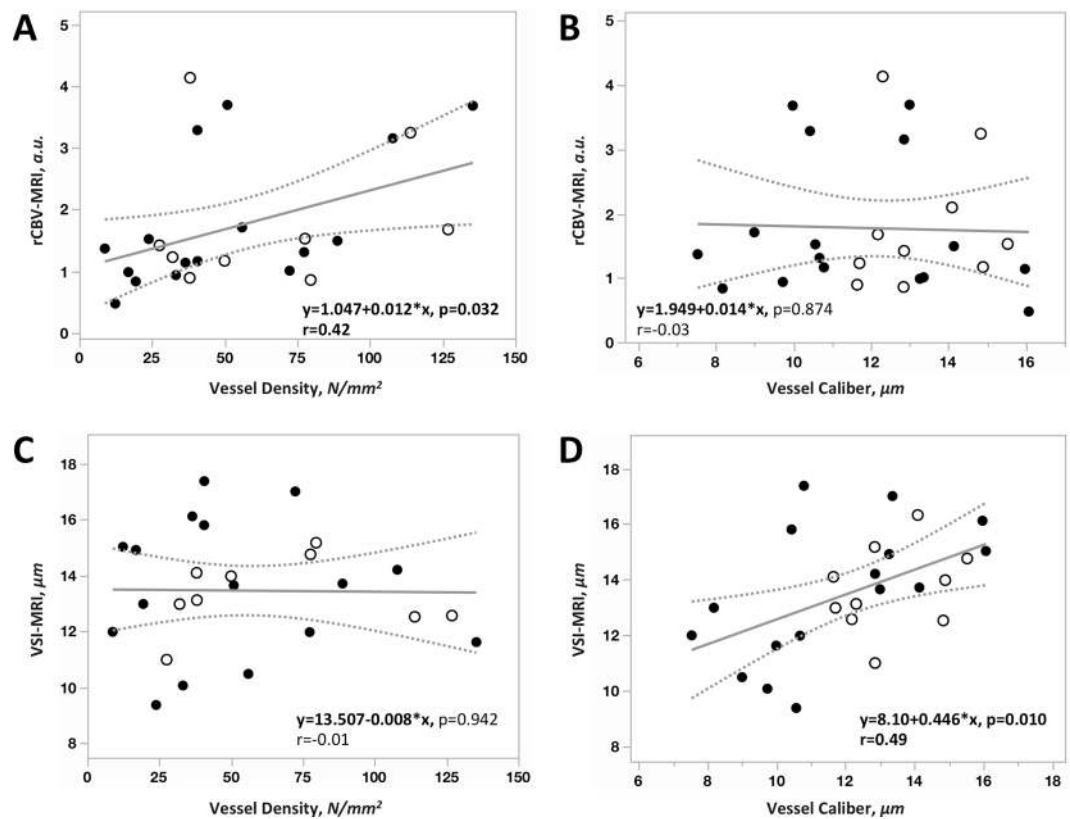 A
5
4
3
2
1
0
rCBV-MRI, a.u.
y=1.047+0.012*x, p=0.032
r=0.42
0 25 50 75 100 125 150
Vessel Density, N/mm²
B
5
4
3
2
1
0
rCBV-MRI, a.u.
y=1.949+0.014*x, p=0.874
r=-0.03
6 8 10 12 14 16
Vessel Caliber, µm
C
18
16
14
12
10
8
VSI-MRI, µm
y=13.507-0.008*x, p=0.942
r=-0.01
0 25 50 75 100 125 150
Vessel Density, N/mm²
D
18
16
14
12
10
8
VSI-MRI, µm
y=8.10+0.446*x, p=0.010
r=0.49
6 8 10 12 14 16 18
Vessel Caliber, µm